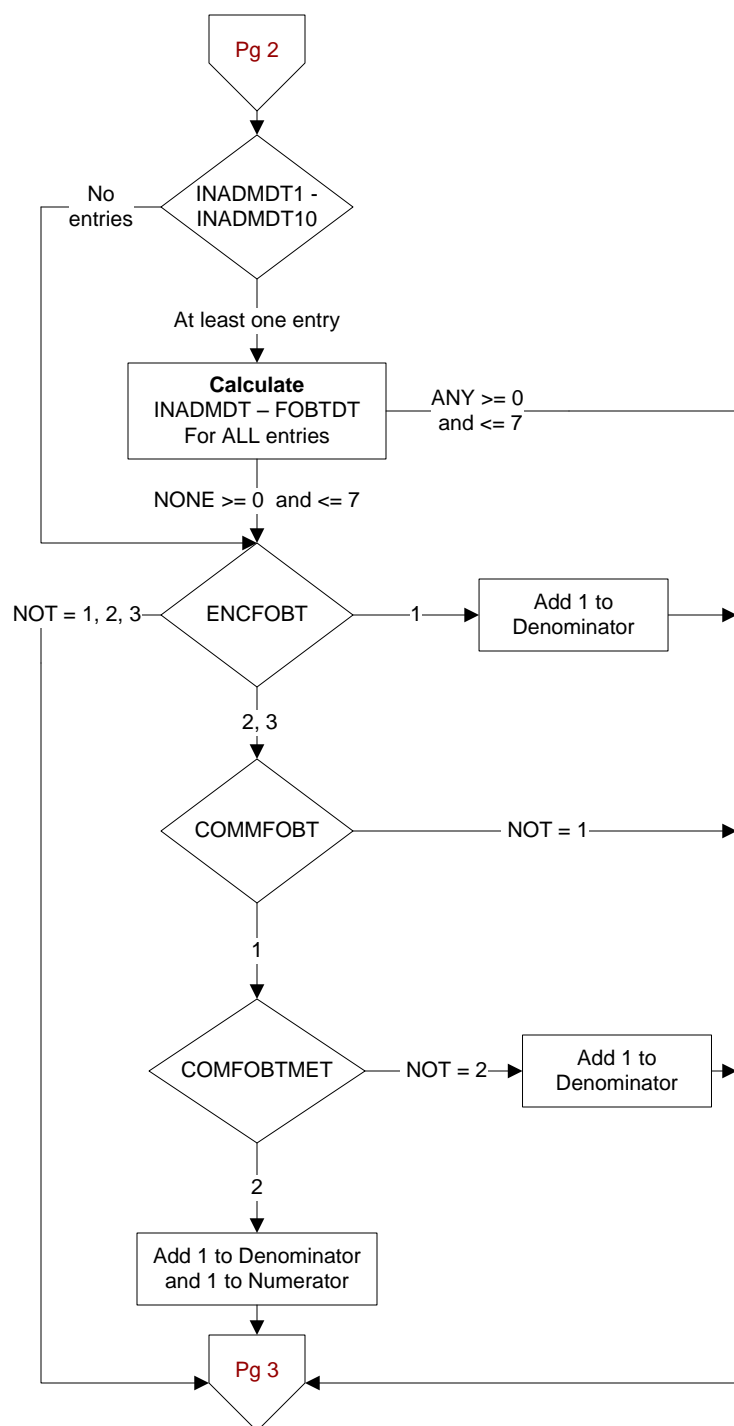 Pg 2
INADMDT1 -
INADMDT10
No
entries
At least one entry
Calculate
INADMDT – FOBTDT
For ALL entries
ANY >= 0
and <= 7
NONE >= 0 and <= 7
NOT = 1, 2, 3
ENCFOBT
1
Add 1 to
Denominator
2, 3
COMMFOBT
NOT = 1
1
COMFOBTMET
NOT = 2
Add 1 to
Denominator
2
Add 1 to Denominator
and 1 to Numerator
Pg 3